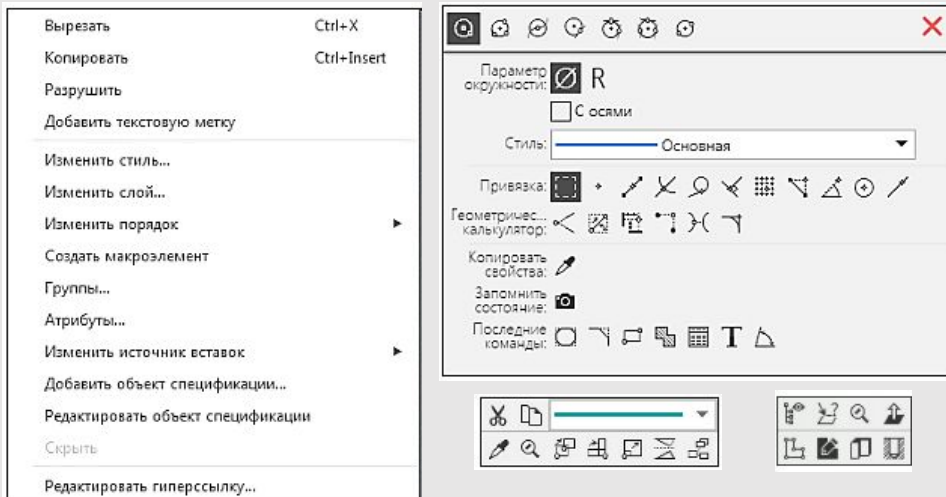 Вырезать Ctrl+X
Копировать Ctrl+Insert
Разрушить
Добавить текстовую метку
Изменить стиль...
Изменить слой...
Изменить порядок
Создать макроэлемент
Группы...
Атрибуты...
Изменить источник вставок
Добавить объект спецификации...
Редактировать объект спецификации
Скрыть
Редактировать гиперссылку...
Параметр
окружности: R
С осями
Стиль: Основная
Привязка:
Геометричес...
калькулятор:
Копировать
свойства:
Запомнить
состояние:
Последние
команды: T